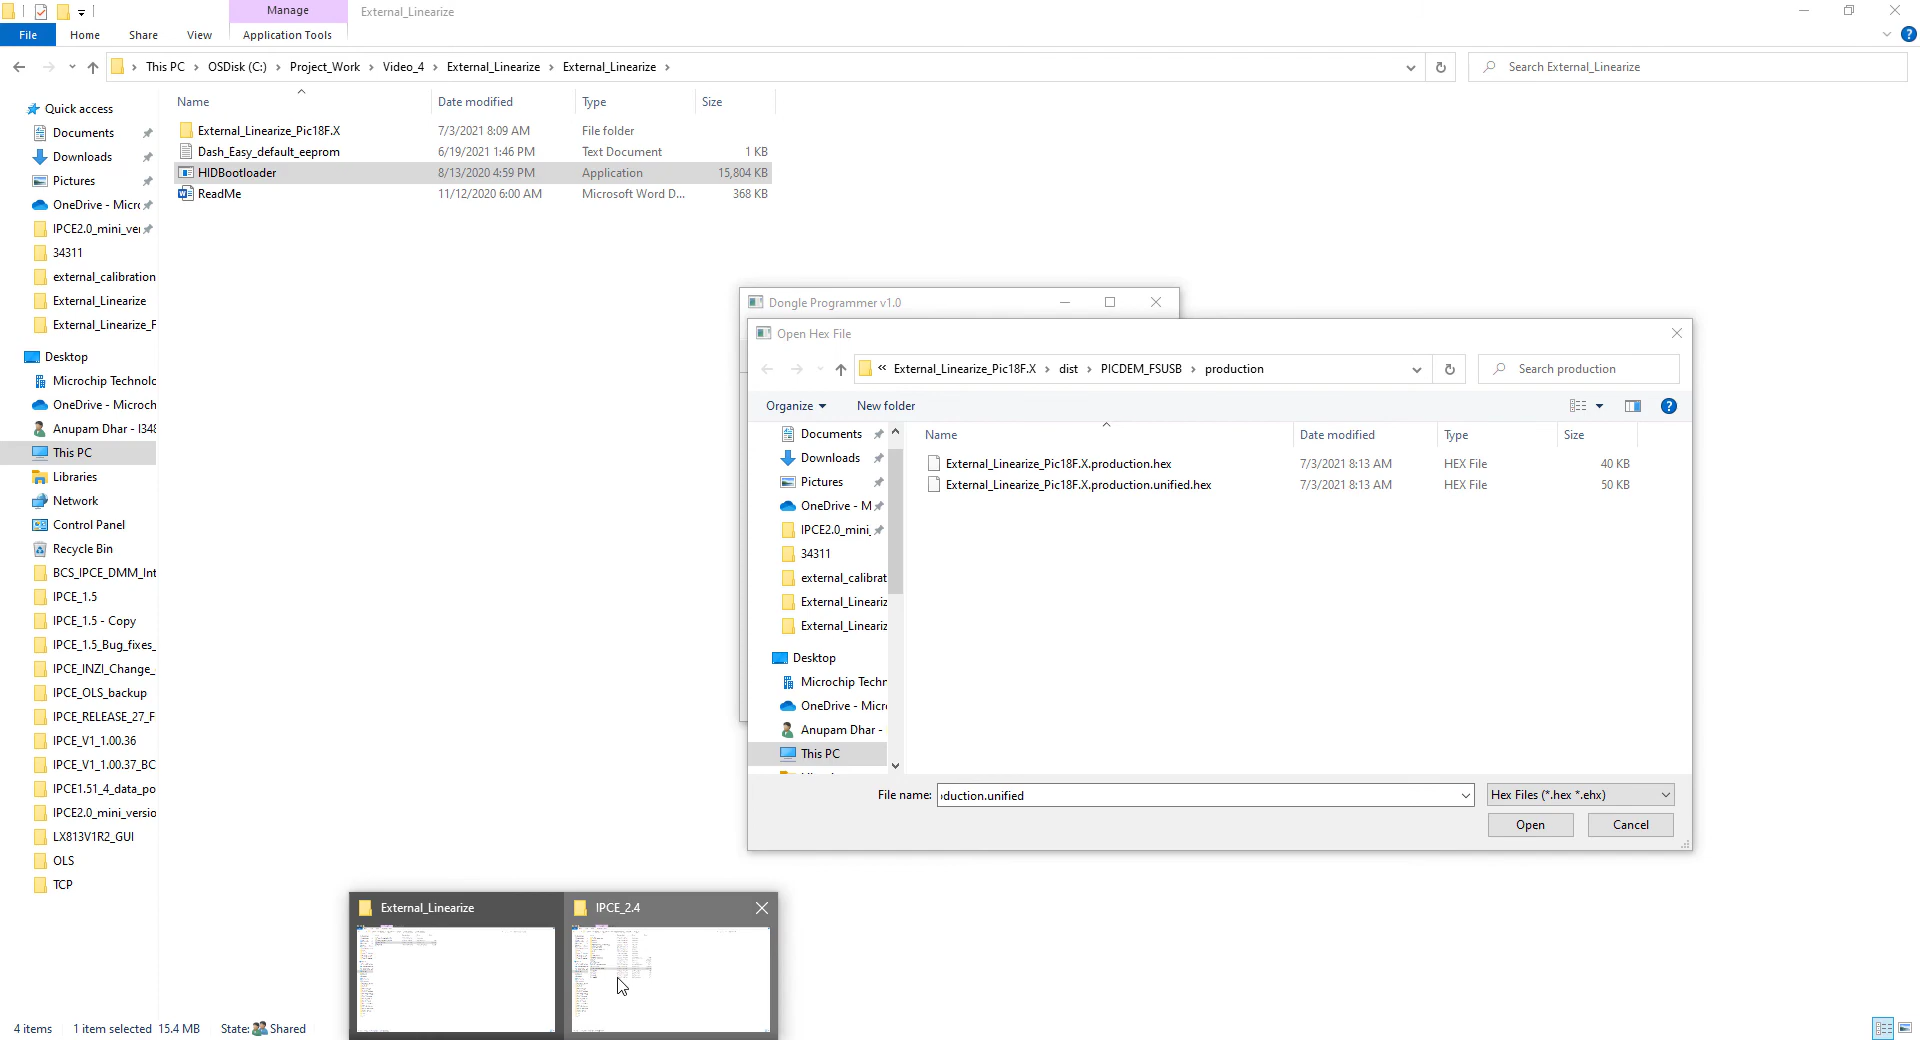 Manage
External_Linearize
File
Home
Share
View
Application Tools
This PC
OSDisk (C:)
Project_Work
Video_4
External_Linearize
External_Linearize
Search External_Linearize
Name
Date modified
Type
Size
External_Linearize_Pic18F.X
7/3/2021 8:09 AM
File folder
Dash_Easy_default_eeprom
6/19/2021 1:46 PM
Text Document
1 KB
HIDBootloader
8/13/2020 4:59 PM
Application
15,804 KB
ReadMe
11/12/2020 6:00 AM
Microsoft Word D...
368 KB
Quick access
Documents
Downloads
Pictures
OneDrive - Micro
IPCE2.0_mini_ve
34311
external_calibration
External_Linearize
External_Linearize_F
Desktop
Microchip Technolo
OneDrive - Microch
Anupam Dhar - I348
This PC
Libraries
Network
Control Panel
Recycle Bin
BCS_IPCE_DMM_Int
IPCE_1.5
IPCE_1.5 - Copy
IPCE_1.5_Bug_fixes_
IPCE_INZI_Change_
IPCE_OLS_backup
IPCE_RELEASE_27_F
IPCE_V1_1.00.36
IPCE_V1_1.00.37_BC
IPCE1.51_4_data_po
IPCE2.0_mini_versio
LX813V1R2_GUI
OLS
TCP
Dongle Programmer v1.0
Open Hex File
« External_Linearize_Pic18F.X
dist
PICDEM_FSUSB
production
Search production
Organize
New folder
Documents
Downloads
Pictures
OneDrive - M
IPCE2.0_mini_
34311
external_calibrat
External_Lineariz
External_Lineariz
Desktop
Microchip Techn
OneDrive - Micro
Anupam Dhar -
This PC
Name
Date modified
Type
Size
External_Linearize_Pic18F.X.production.hex
7/3/2021 8:13 AM
HEX File
40 KB
External_Linearize_Pic18F.X.production.unified.hex
7/3/2021 8:13 AM
HEX File
50 KB
File name:
duction.unified
Hex Files (*.hex *.ehx)
Open
Cancel
External_Linearize
IPCE_2.4
4 items
1 item selected 15.4 MB
State: Shared